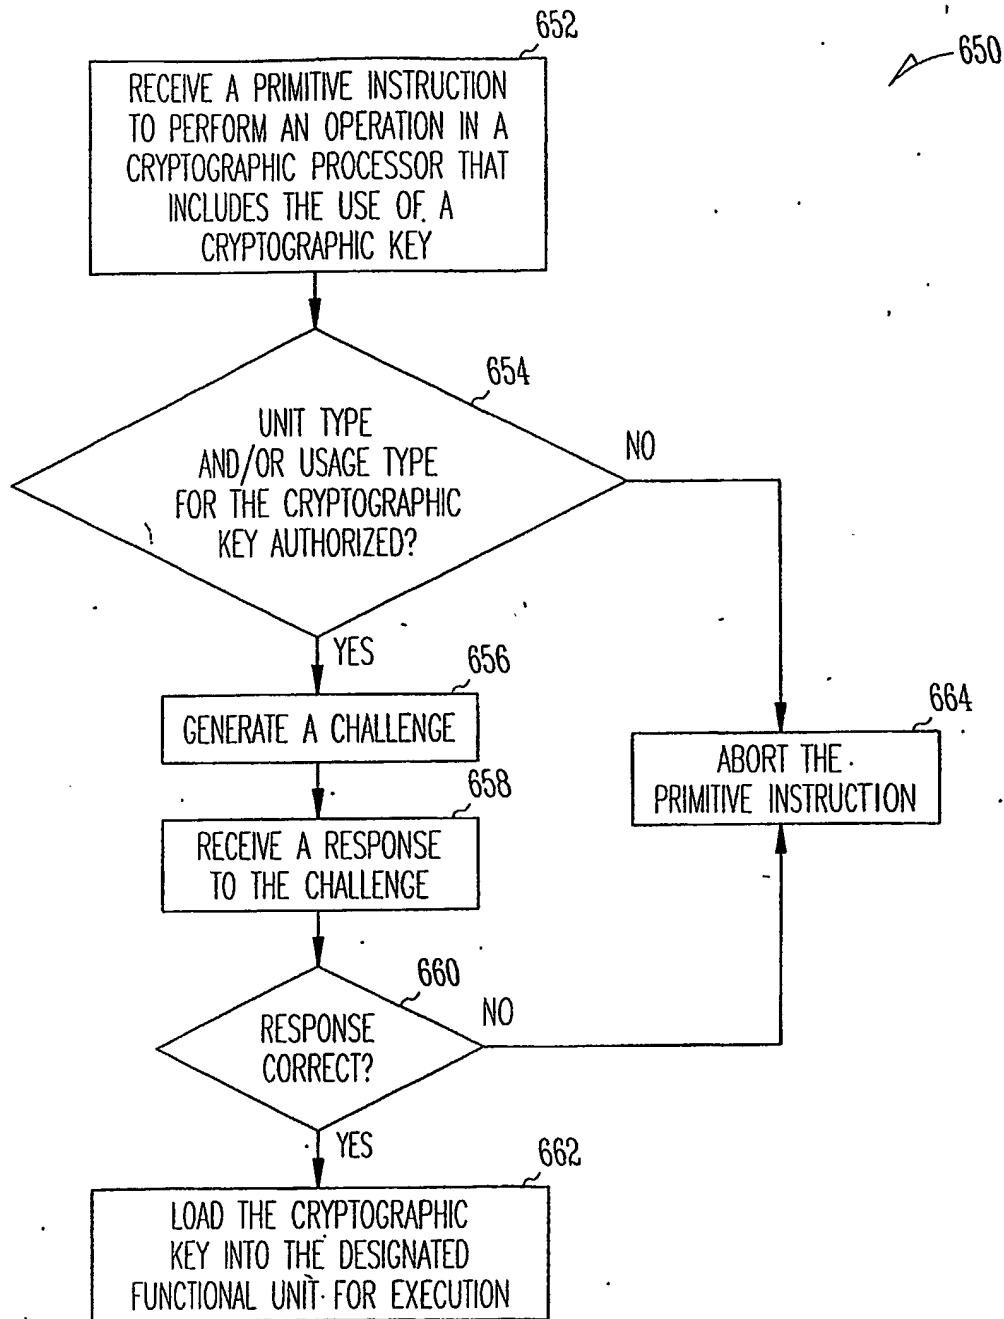 652
650
RECEIVE A PRIMITIVE INSTRUCTION
TO PERFORM AN OPERATION IN A
CRYPTOGRAPHIC PROCESSOR THAT
INCLUDES THE USE OF A
CRYPTOGRAPHIC KEY
654
UNIT TYPE
AND/OR USAGE TYPE
FOR THE CRYPTOGRAPHIC
KEY AUTHORIZED?
NO
YES
656
GENERATE A CHALLENGE
664
ABORT THE
PRIMITIVE INSTRUCTION
658
RECEIVE A RESPONSE
TO THE CHALLENGE
660
RESPONSE
CORRECT?
NO
YES
662
LOAD THE CRYPTOGRAPHIC
KEY INTO THE DESIGNATED
FUNCTIONAL UNIT FOR EXECUTION